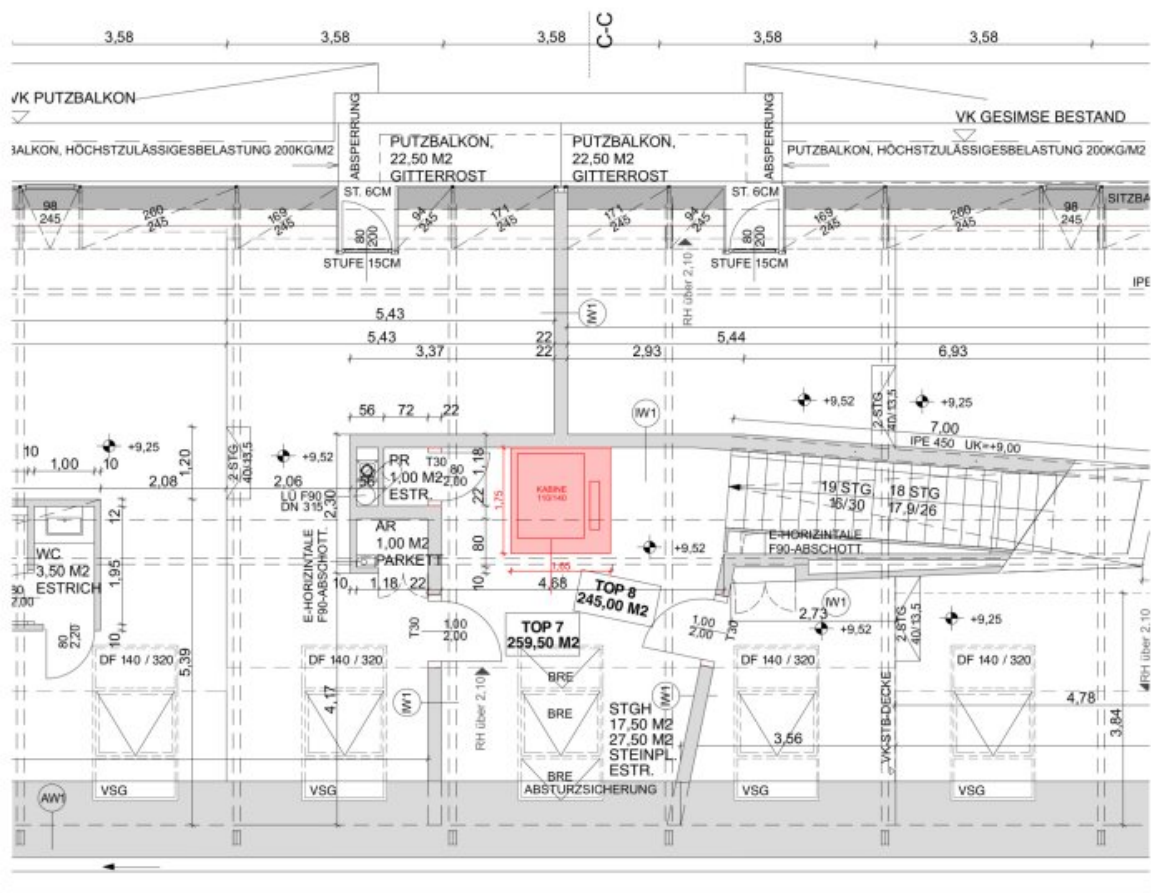 3,58
3,58
3,58
3,58
3,58
C-C
VK PUTZBALKON
VK GESIMSE BESTAND
ABSPERRUNG
ABSPERRUNG
PUTZBALKON,
22,50 M2
GITTERROST
PUTZBALKON,
22,50 M2
GITTERROST
BALKON, HÖCHSTZULÄSSIGESBELASTUNG 200KG/M2
PUTZBALKON, HÖCHSTZULÄSSIGESBELASTUNG 200KG/M2
ST. 6CM
ST. 6CM
SITZBA
98
245
260
245
169
245
80
200
94
245
171
245
94
245
80
200
169
245
260
245
98
245
STUFE 15CM
STUFE 15CM
RH über 2,10
IPE
5,43
IW1
5,43
22
5,44
3,37
22
2,93
6,93
56
72
22
IW1
+9,52
2 STG
40/13,5
+9,25
7,00
IPE 450 UK=+9,00
+9,25
2 STG
40/13,5
+9,52
10
1,00
10
1,20
2,08
2,06
56
LÜ F90
DN 315
2,30
PR
1,00 M2
ESTR.
T30
80
2,00
1,18
22
80
10
1,75
KABINE
110/140
1,65
19 STG
16/30
18 STG
17,9/26
E-HORIZINTALE
F90-ABSCHOTT.
+9,52
12
WC
3,50 M2
ESTRICH
1,95
10
80
2,00
80
2,20
E-HORIZINTALE
F90-ABSCHOTT.
AR
1,00 M2
PARKETT
10
1,18
22
4,68
TOP 8
245,00 M2
TOP 7
259,50 M2
T30
1,00
2,00
1,00
2,00
T30
2,73
IW1
+9,52
2 STG
40/13,5
+9,25
5,39
DF 140 / 320
DF 140 / 320
DF 140 / 320
DF 140 / 320
4,17
IW1
RH über 2,10
BRE
BRE
BRE
ABSTURZSICHERUNG
STGH
17,50 M2
27,50 M2
STEINPL.
ESTR.
IW1
3,56
VK-STB-DECKE
4,78
3,84
RH über 2,10
AW1
VSG
VSG
VSG
VSG